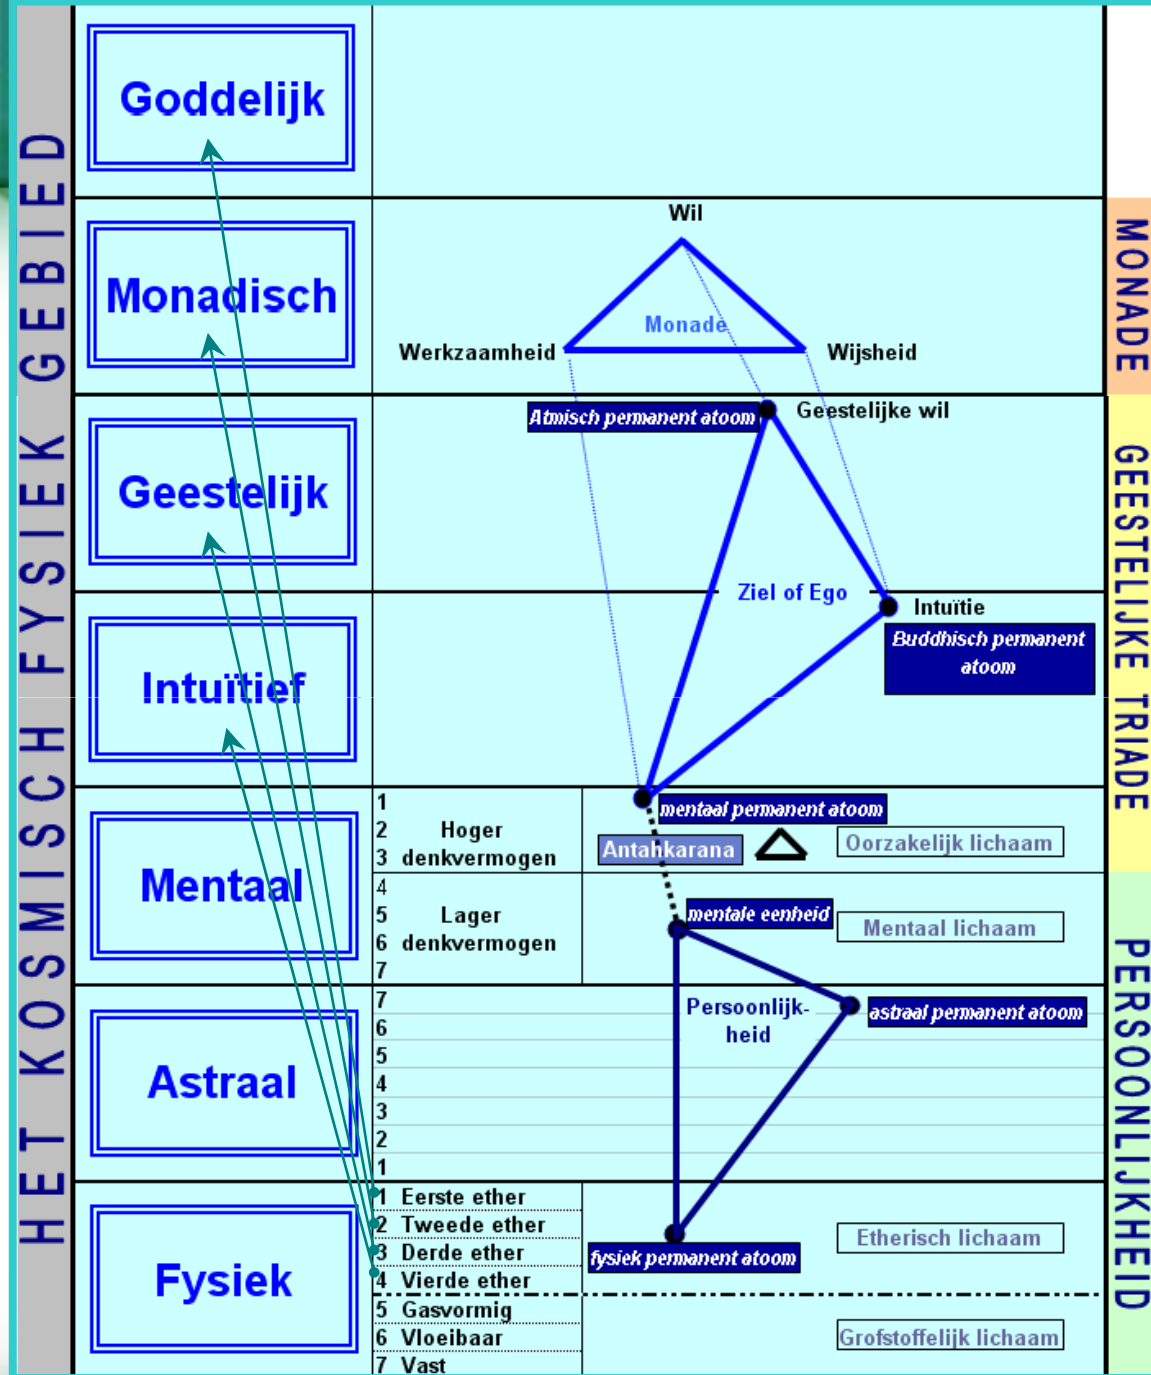 HET KOSMISCH FYSIEK GEBIED
Goddelijk
Monadisch
Wil
Monade
Werkzaamheid
Wijsheid
MONADE
Geestelijk
Atmisch permanent atoom
Geestelijke wil
Ziel of Ego
GEESTELIJKE TRIADE
Intuïtief
Intuïtie
Buddhisch permanent
atoom
Mentaal
1
2 Hoger
3 denkvermogen
mentaal permanent atoom
Antahkarana
Oorzakelijk lichaam
4
5 Lager
6 denkvermogen
7
mentale eenheid
Mentaal lichaam
PERSOONLIJKHEID
Astraal
7
6
5
4
3
2
1
Persoonlijk-
heid
astraal permanent atoom
Fysiek
1 Eerste ether
2 Tweede ether
3 Derde ether
4 Vierde ether
5 Gasvormig
6 Vloeibaar
7 Vast
fysiek permanent atoom
Etherisch lichaam
Grofstoffelijk lichaam